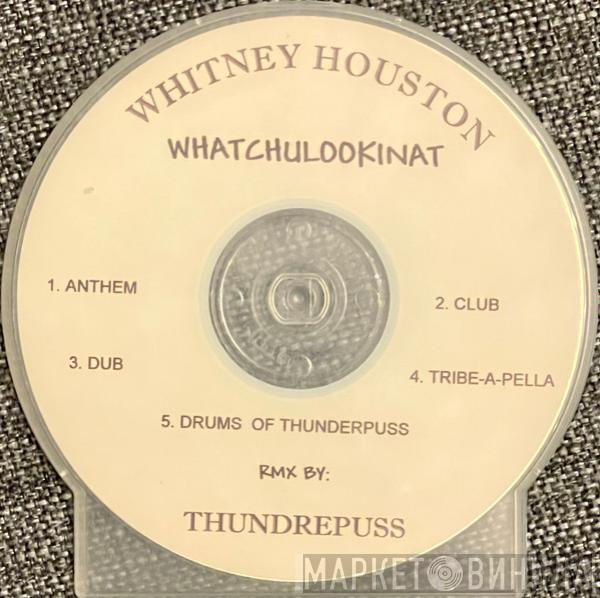 WHITNEY HOUSTON
WHATCHULOOKINAT
1. ANTHEM
2. CLUB
3. DUB
4. TRIBE-A-PELLA
5. DRUMS OF THUNDERPUSS
RMX BY:
THUNDREPUSS
МАРКЕТ ВИНИЛА